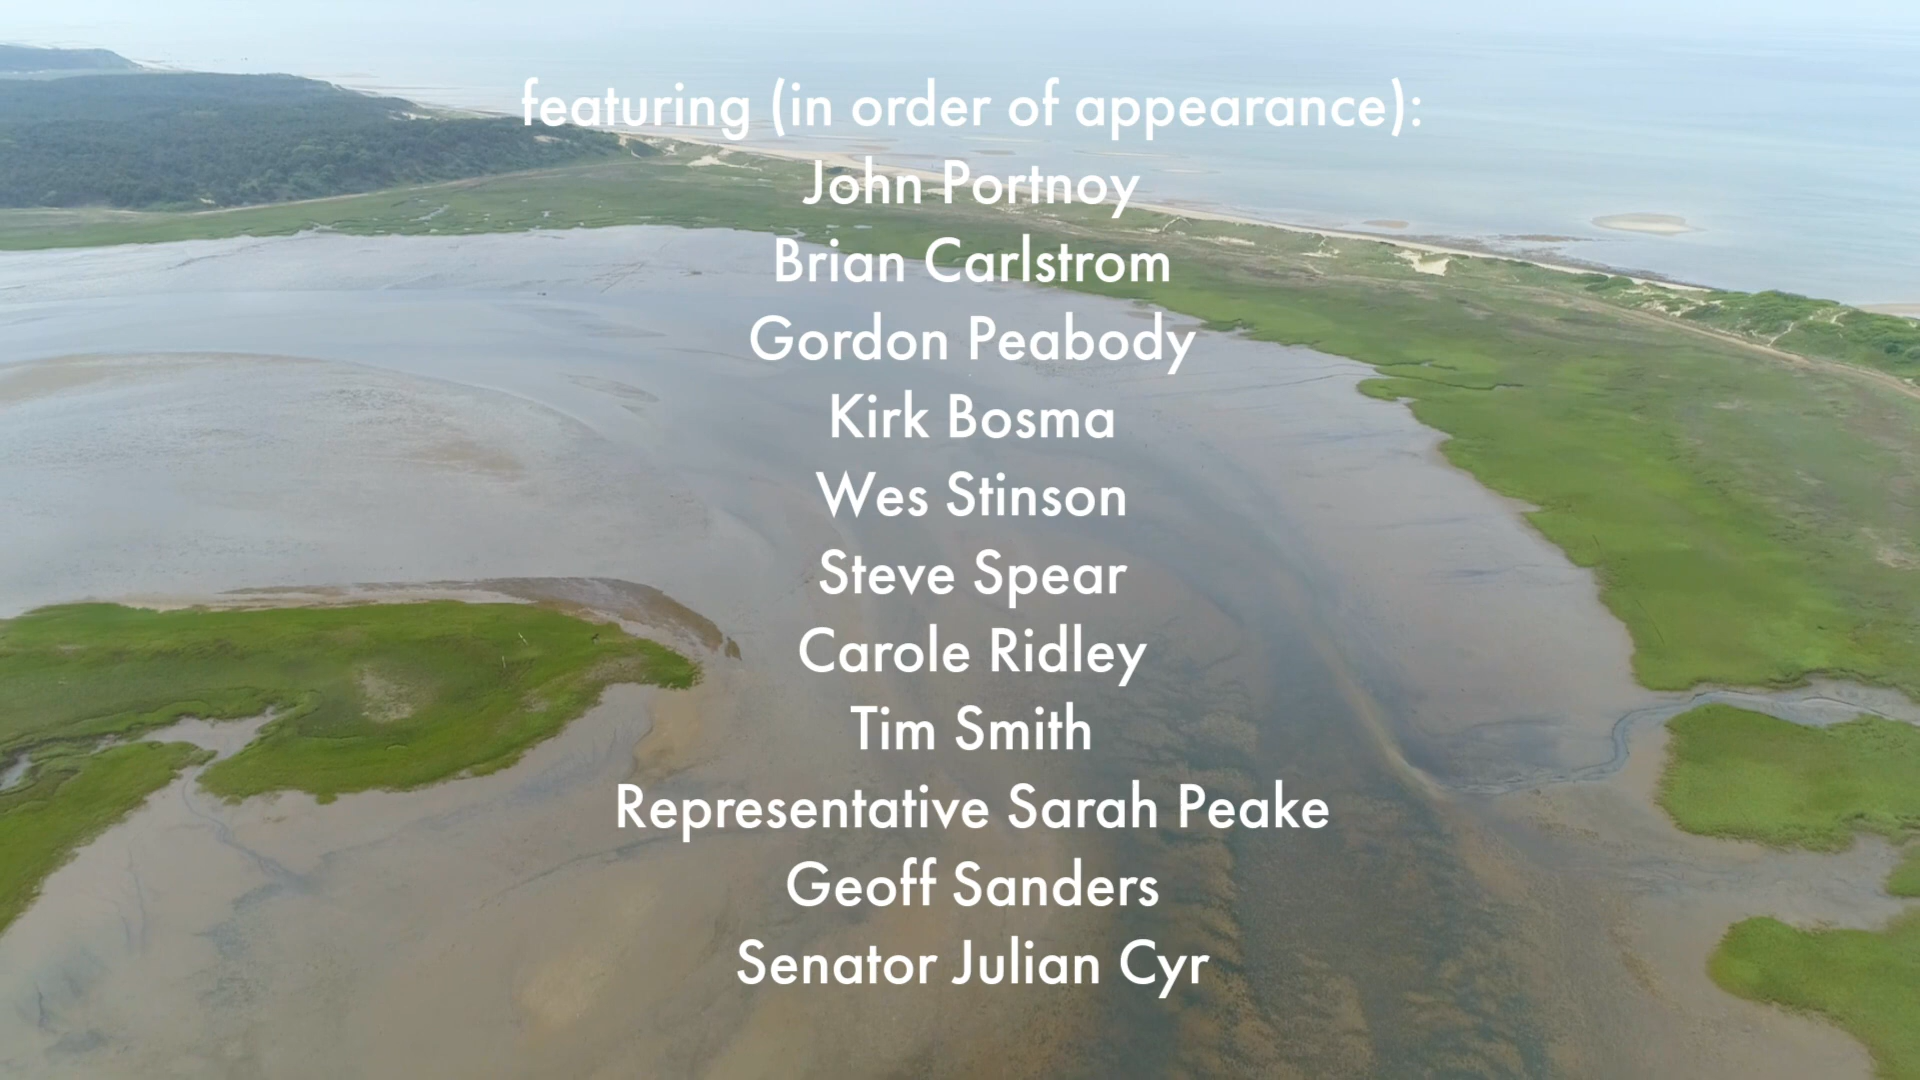 featuring (in order of appearance):
John Portnoy
Brian Carlstrom
Gordon Peabody
Kirk Bosma
Wes Stinson
Steve Spear
Carole Ridley
Tim Smith
Representative Sarah Peake
Geoff Sanders
Senator Julian Cyr